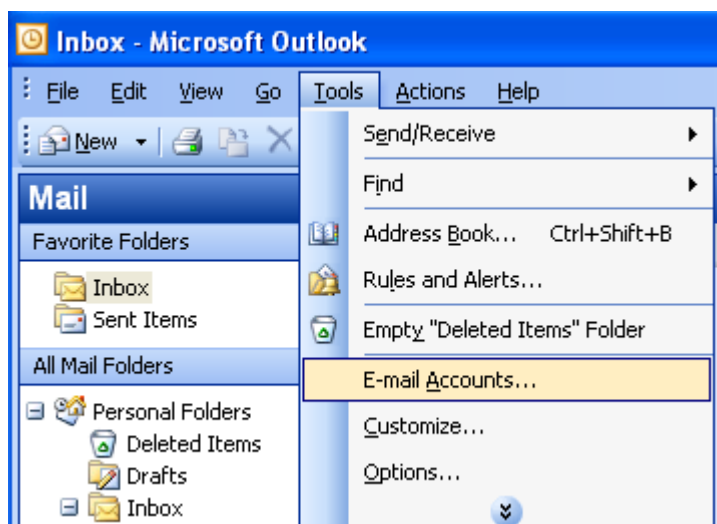 Inbox - Microsoft Outlook
File Edit View Go Tools Actions Help
New
Mail
Favorite Folders
Inbox
Sent Items
All Mail Folders
Personal Folders
Deleted Items
Drafts
Inbox
Send/Receive
Find
Address Book... Ctrl+Shift+B
Rules and Alerts...
Empty "Deleted Items" Folder
E-mail Accounts...
Customize...
Options...